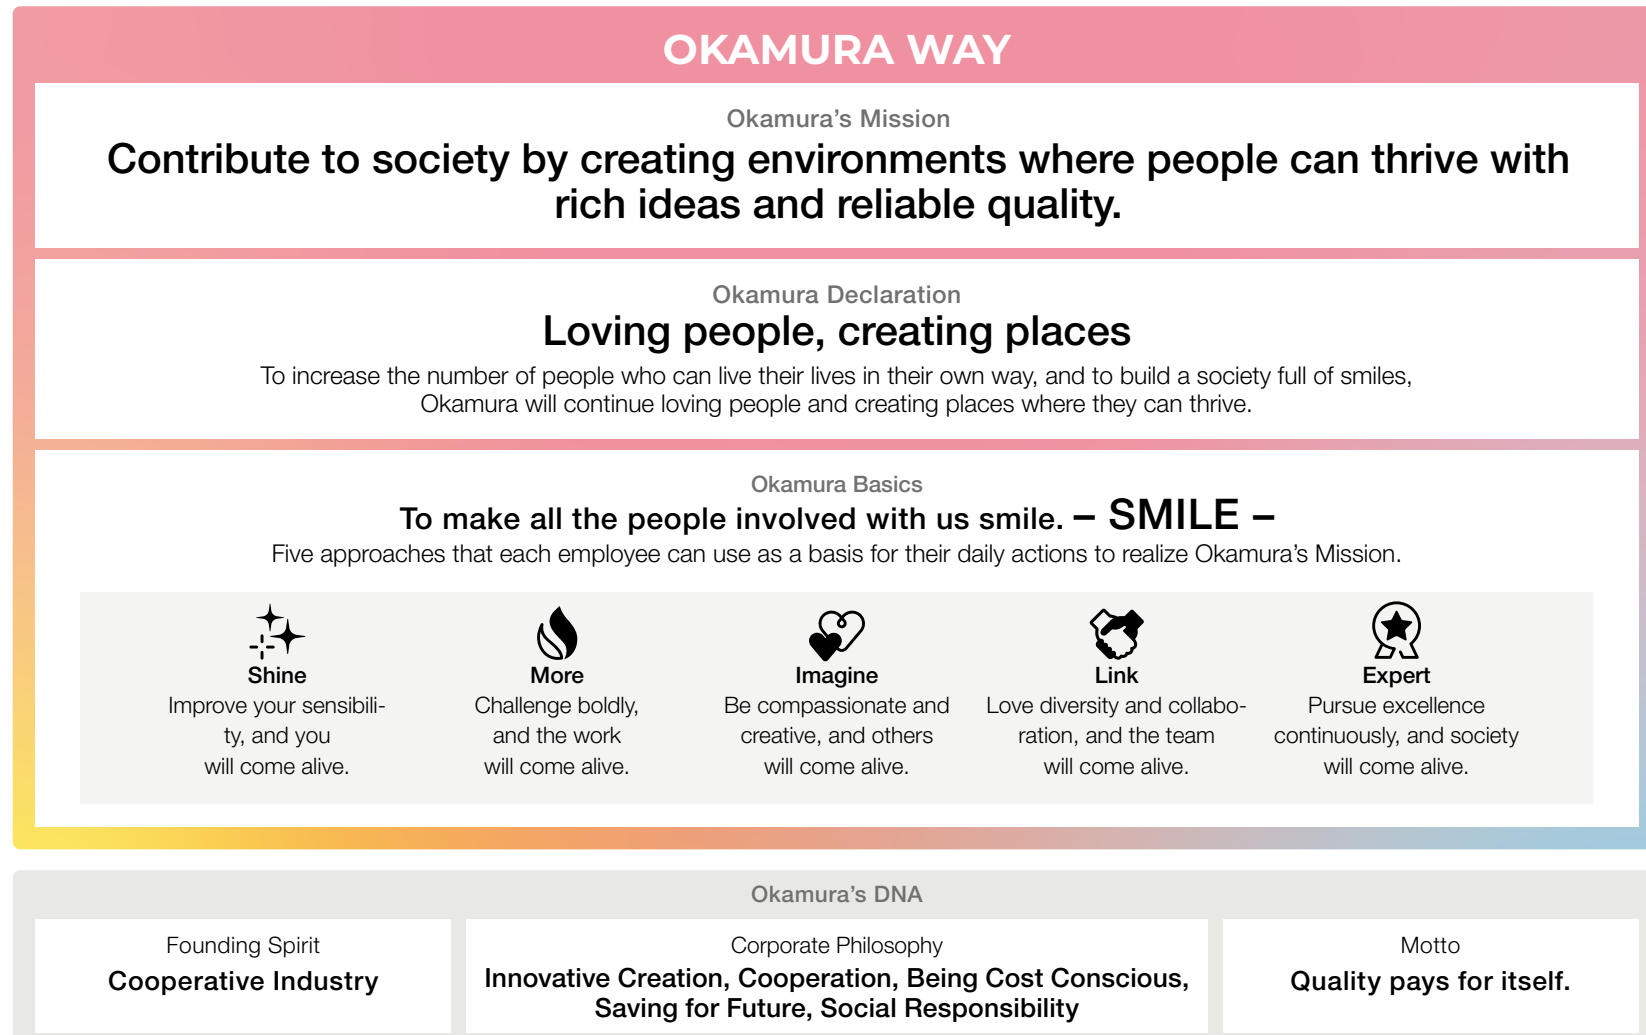 OKAMURA WAY
Okamura’s Mission
Contribute to society by creating environments where people can thrive with
rich ideas and reliable quality.
Okamura Declaration
Loving people, creating places
To increase the number of people who can live their lives in their own way, and to build a society full of smiles,
Okamura will continue loving people and creating places where they can thrive.
Okamura Basics
To make all the people involved with us smile. – SMILE –
Five approaches that each employee can use as a basis for their daily actions to realize Okamura’s Mission.
Shine
Improve your sensibili-
ty, and you
will come alive.
More
Challenge boldly,
and the work
will come alive.
Imagine
Be compassionate and
creative, and others
will come alive.
Link
Love diversity and collabo-
ration, and the team
will come alive.
Expert
Pursue excellence
continuously, and society
will come alive.
Okamura’s DNA
Founding Spirit
Cooperative Industry
Corporate Philosophy
Innovative Creation, Cooperation, Being Cost Conscious,
Saving for Future, Social Responsibility
Motto
Quality pays for itself.